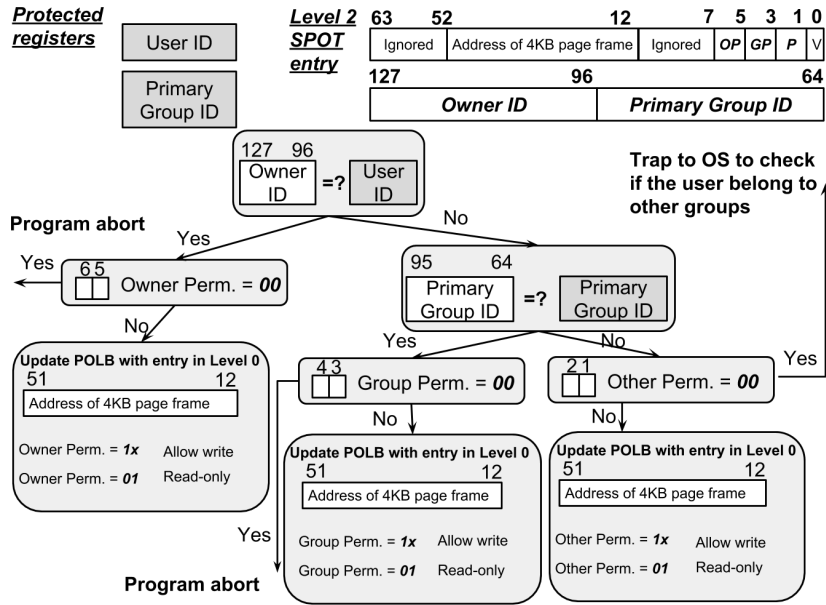 Protected
registers
User ID
Primary
Group ID
Level 2
SPOT
entry
63 52 12 7 5 3 1 0
Ignored Address of 4KB page frame Ignored OP GP P V
127 96 64
Owner ID Primary Group ID
127 96
Owner
ID
=?
User
ID
Trap to OS to check
if the user belong to
other groups
Program abort
Yes
No
Yes
6 5
Owner Perm. = 00
95 64
Primary
Group ID
=?
Primary
Group ID
No
Yes
No
Update POLB with entry in Level 0
51 12
Address of 4KB page frame
Owner Perm. = 1x Allow write
Owner Perm. = 01 Read-only
4 3
Group Perm. = 00
2 1
Other Perm. = 00
Yes
No
No
Update POLB with entry in Level 0
51 12
Address of 4KB page frame
Group Perm. = 1x Allow write
Group Perm. = 01 Read-only
Update POLB with entry in Level 0
51 12
Address of 4KB page frame
Other Perm. = 1x Allow write
Other Perm. = 01 Read-only
Yes
Program abort